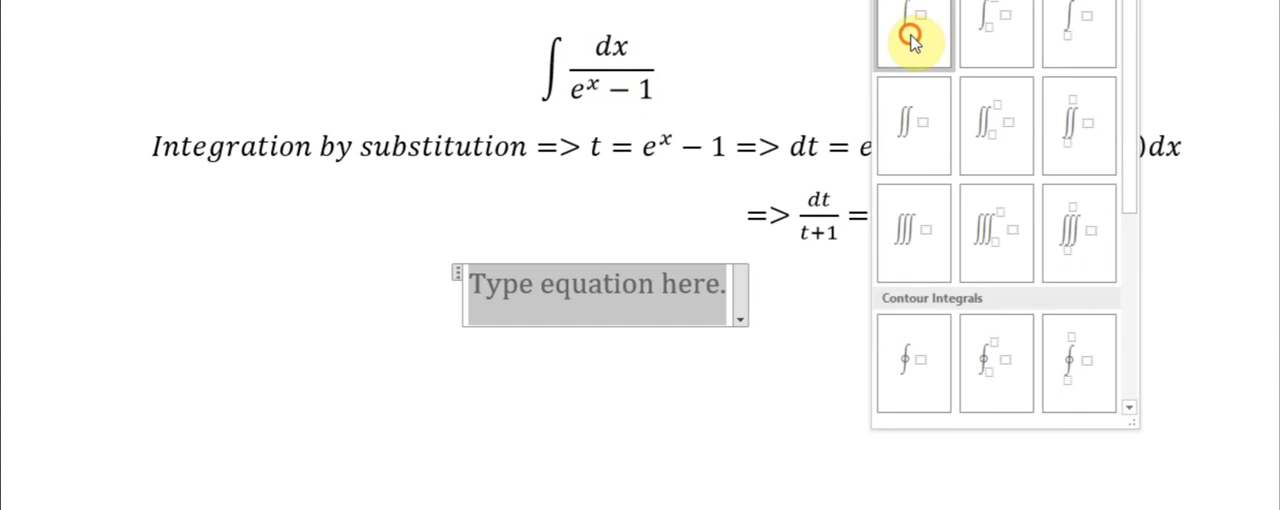 ∫ dx / (eˣ − 1)
Integration by substitution => t = eˣ − 1 => dt = e )dx
=> dt / (t+1) =
Type equation here.
Contour Integrals